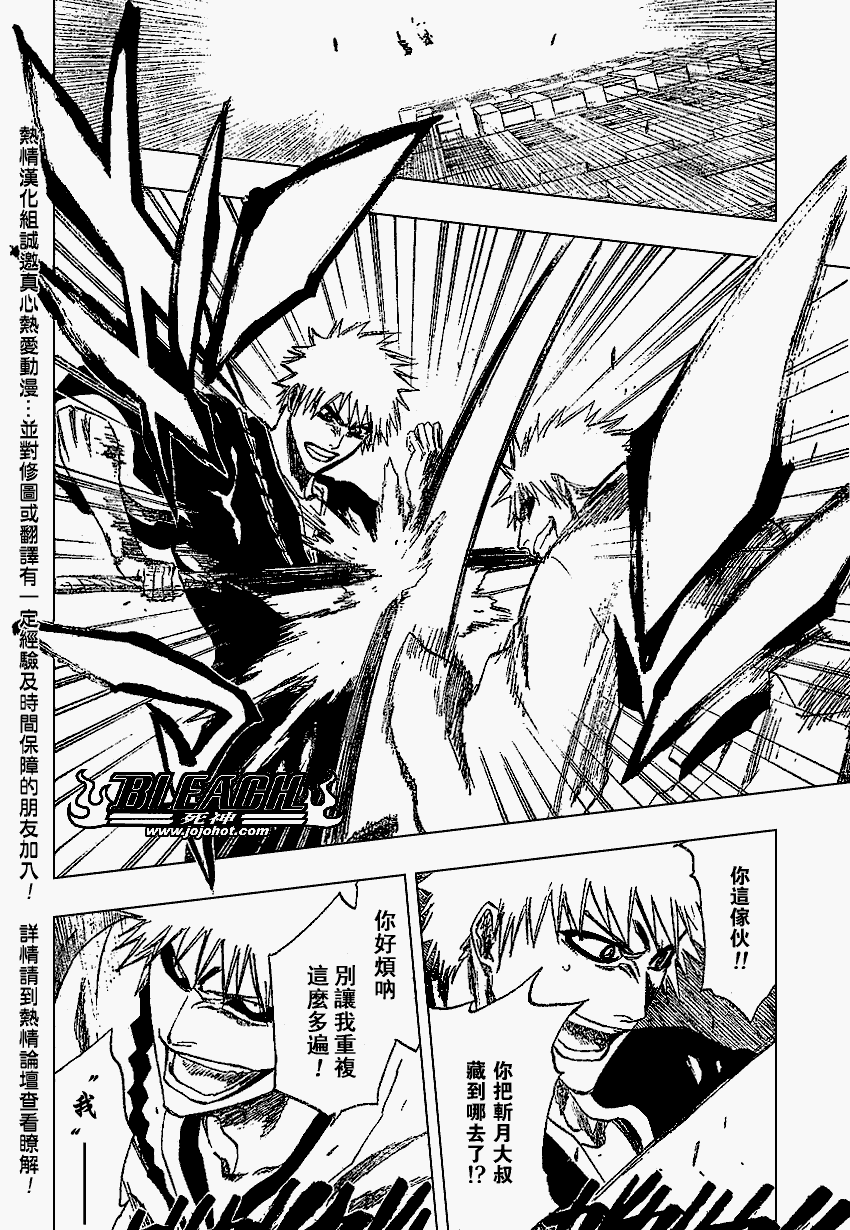 你這傢伙!!
你把斬月大叔
藏到哪去了!?
你好煩吶
別讓我重複
這麼多遍！
〝我〞——
BLEACH
死神
www.jojohot.com
熱情漢化組誠邀真心熱愛動漫…並對修圖或翻譯有一定經驗及時間保障的朋友加入！ 詳情請到熱情論壇查看瞭解！